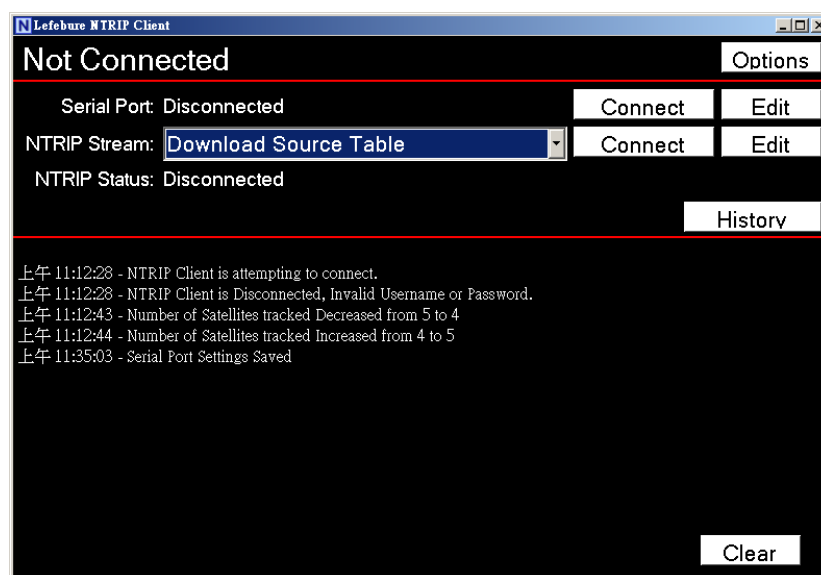 Lefebure NTRIP Client
Not Connected
Options
Serial Port: Disconnected
Connect
Edit
NTRIP Stream: Download Source Table
Connect
Edit
NTRIP Status: Disconnected
History
上午 11:12:28 - NTRIP Client is attempting to connect.
上午 11:12:28 - NTRIP Client is Disconnected, Invalid Username or Password.
上午 11:12:43 - Number of Satellites tracked Decreased from 5 to 4
上午 11:12:44 - Number of Satellites tracked Increased from 4 to 5
上午 11:35:03 - Serial Port Settings Saved
Clear